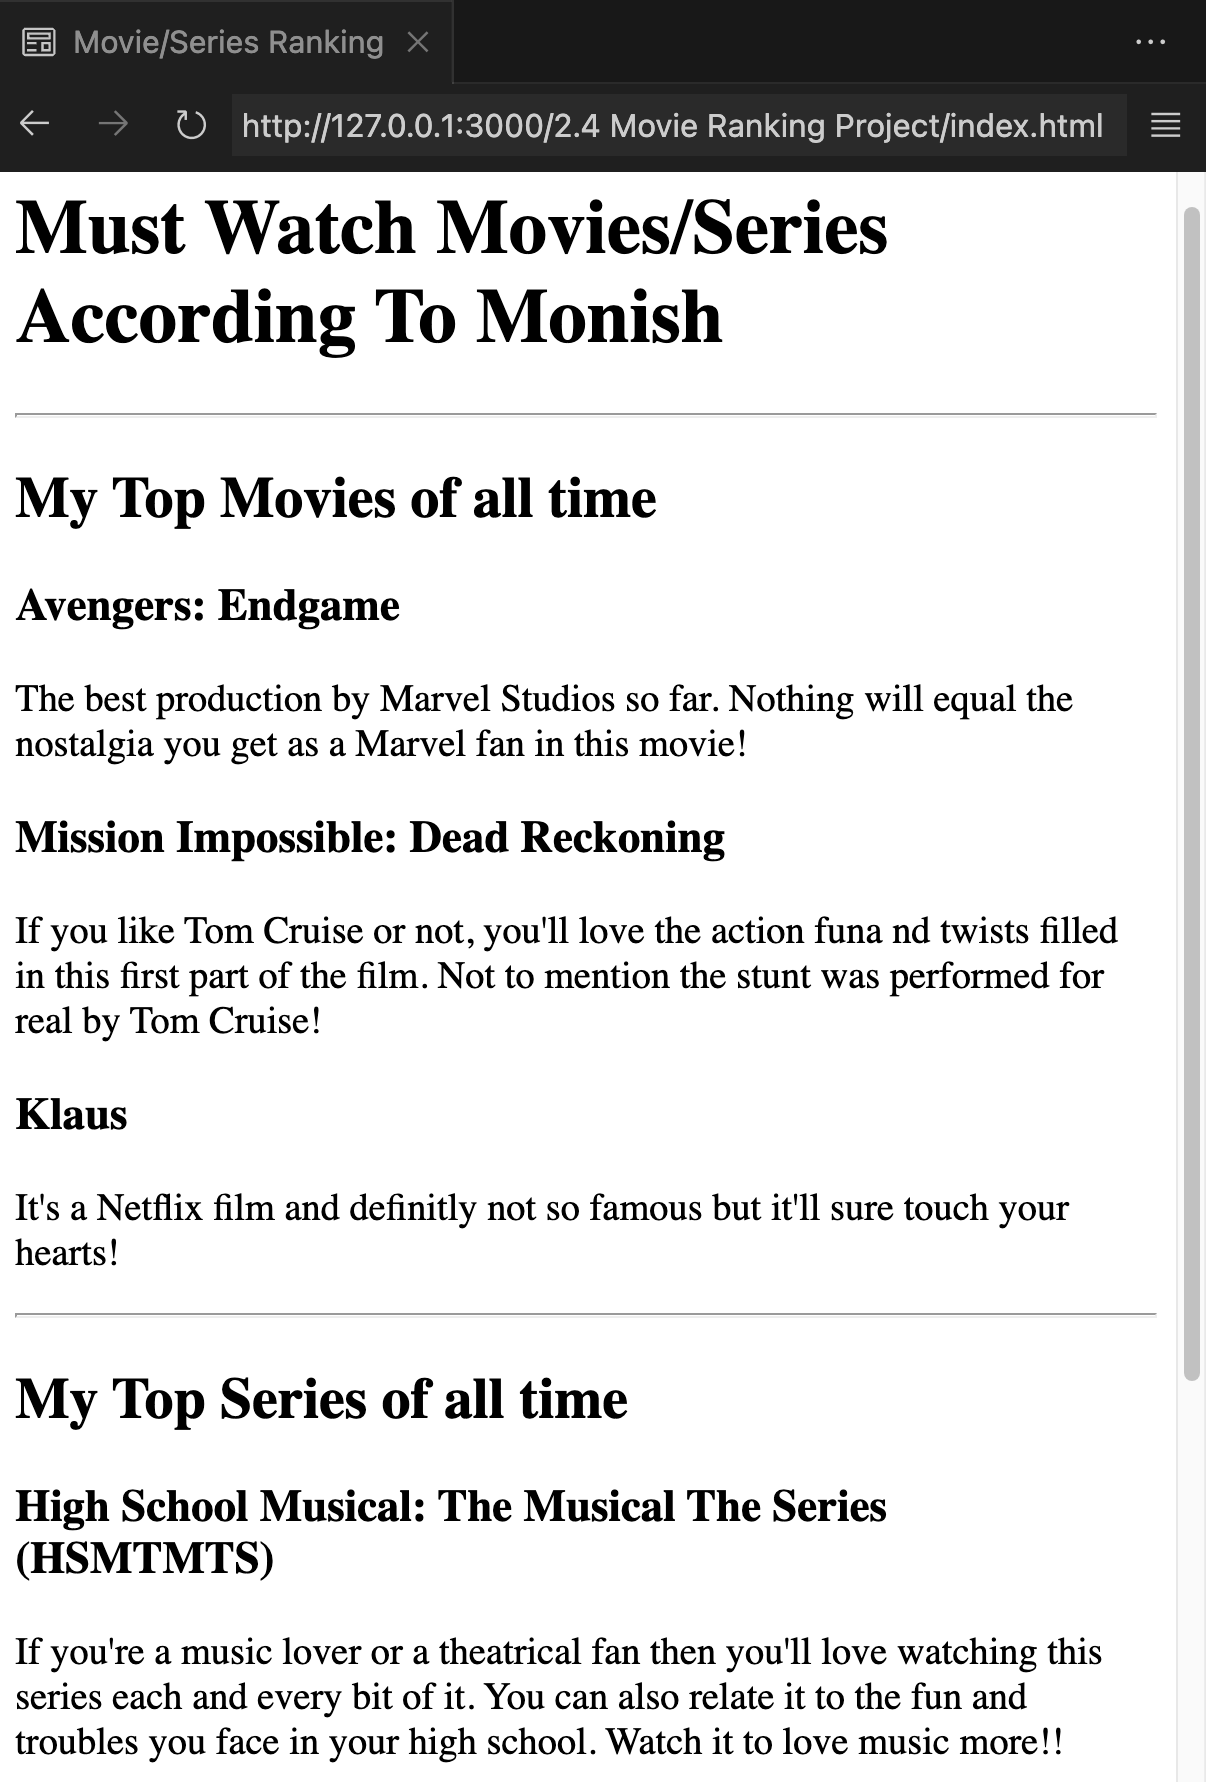 Movie/Series Ranking
http://127.0.0.1:3000/2.4 Movie Ranking Project/index.html
Must Watch Movies/Series
According To Monish
My Top Movies of all time
Avengers: Endgame
The best production by Marvel Studios so far. Nothing will equal the
nostalgia you get as a Marvel fan in this movie!
Mission Impossible: Dead Reckoning
If you like Tom Cruise or not, you'll love the action funa nd twists filled
in this first part of the film. Not to mention the stunt was performed for
real by Tom Cruise!
Klaus
It's a Netflix film and definitly not so famous but it'll sure touch your
hearts!
My Top Series of all time
High School Musical: The Musical The Series
(HSMTMTS)
If you're a music lover or a theatrical fan then you'll love watching this
series each and every bit of it. You can also relate it to the fun and
troubles you face in your high school. Watch it to love music more!!